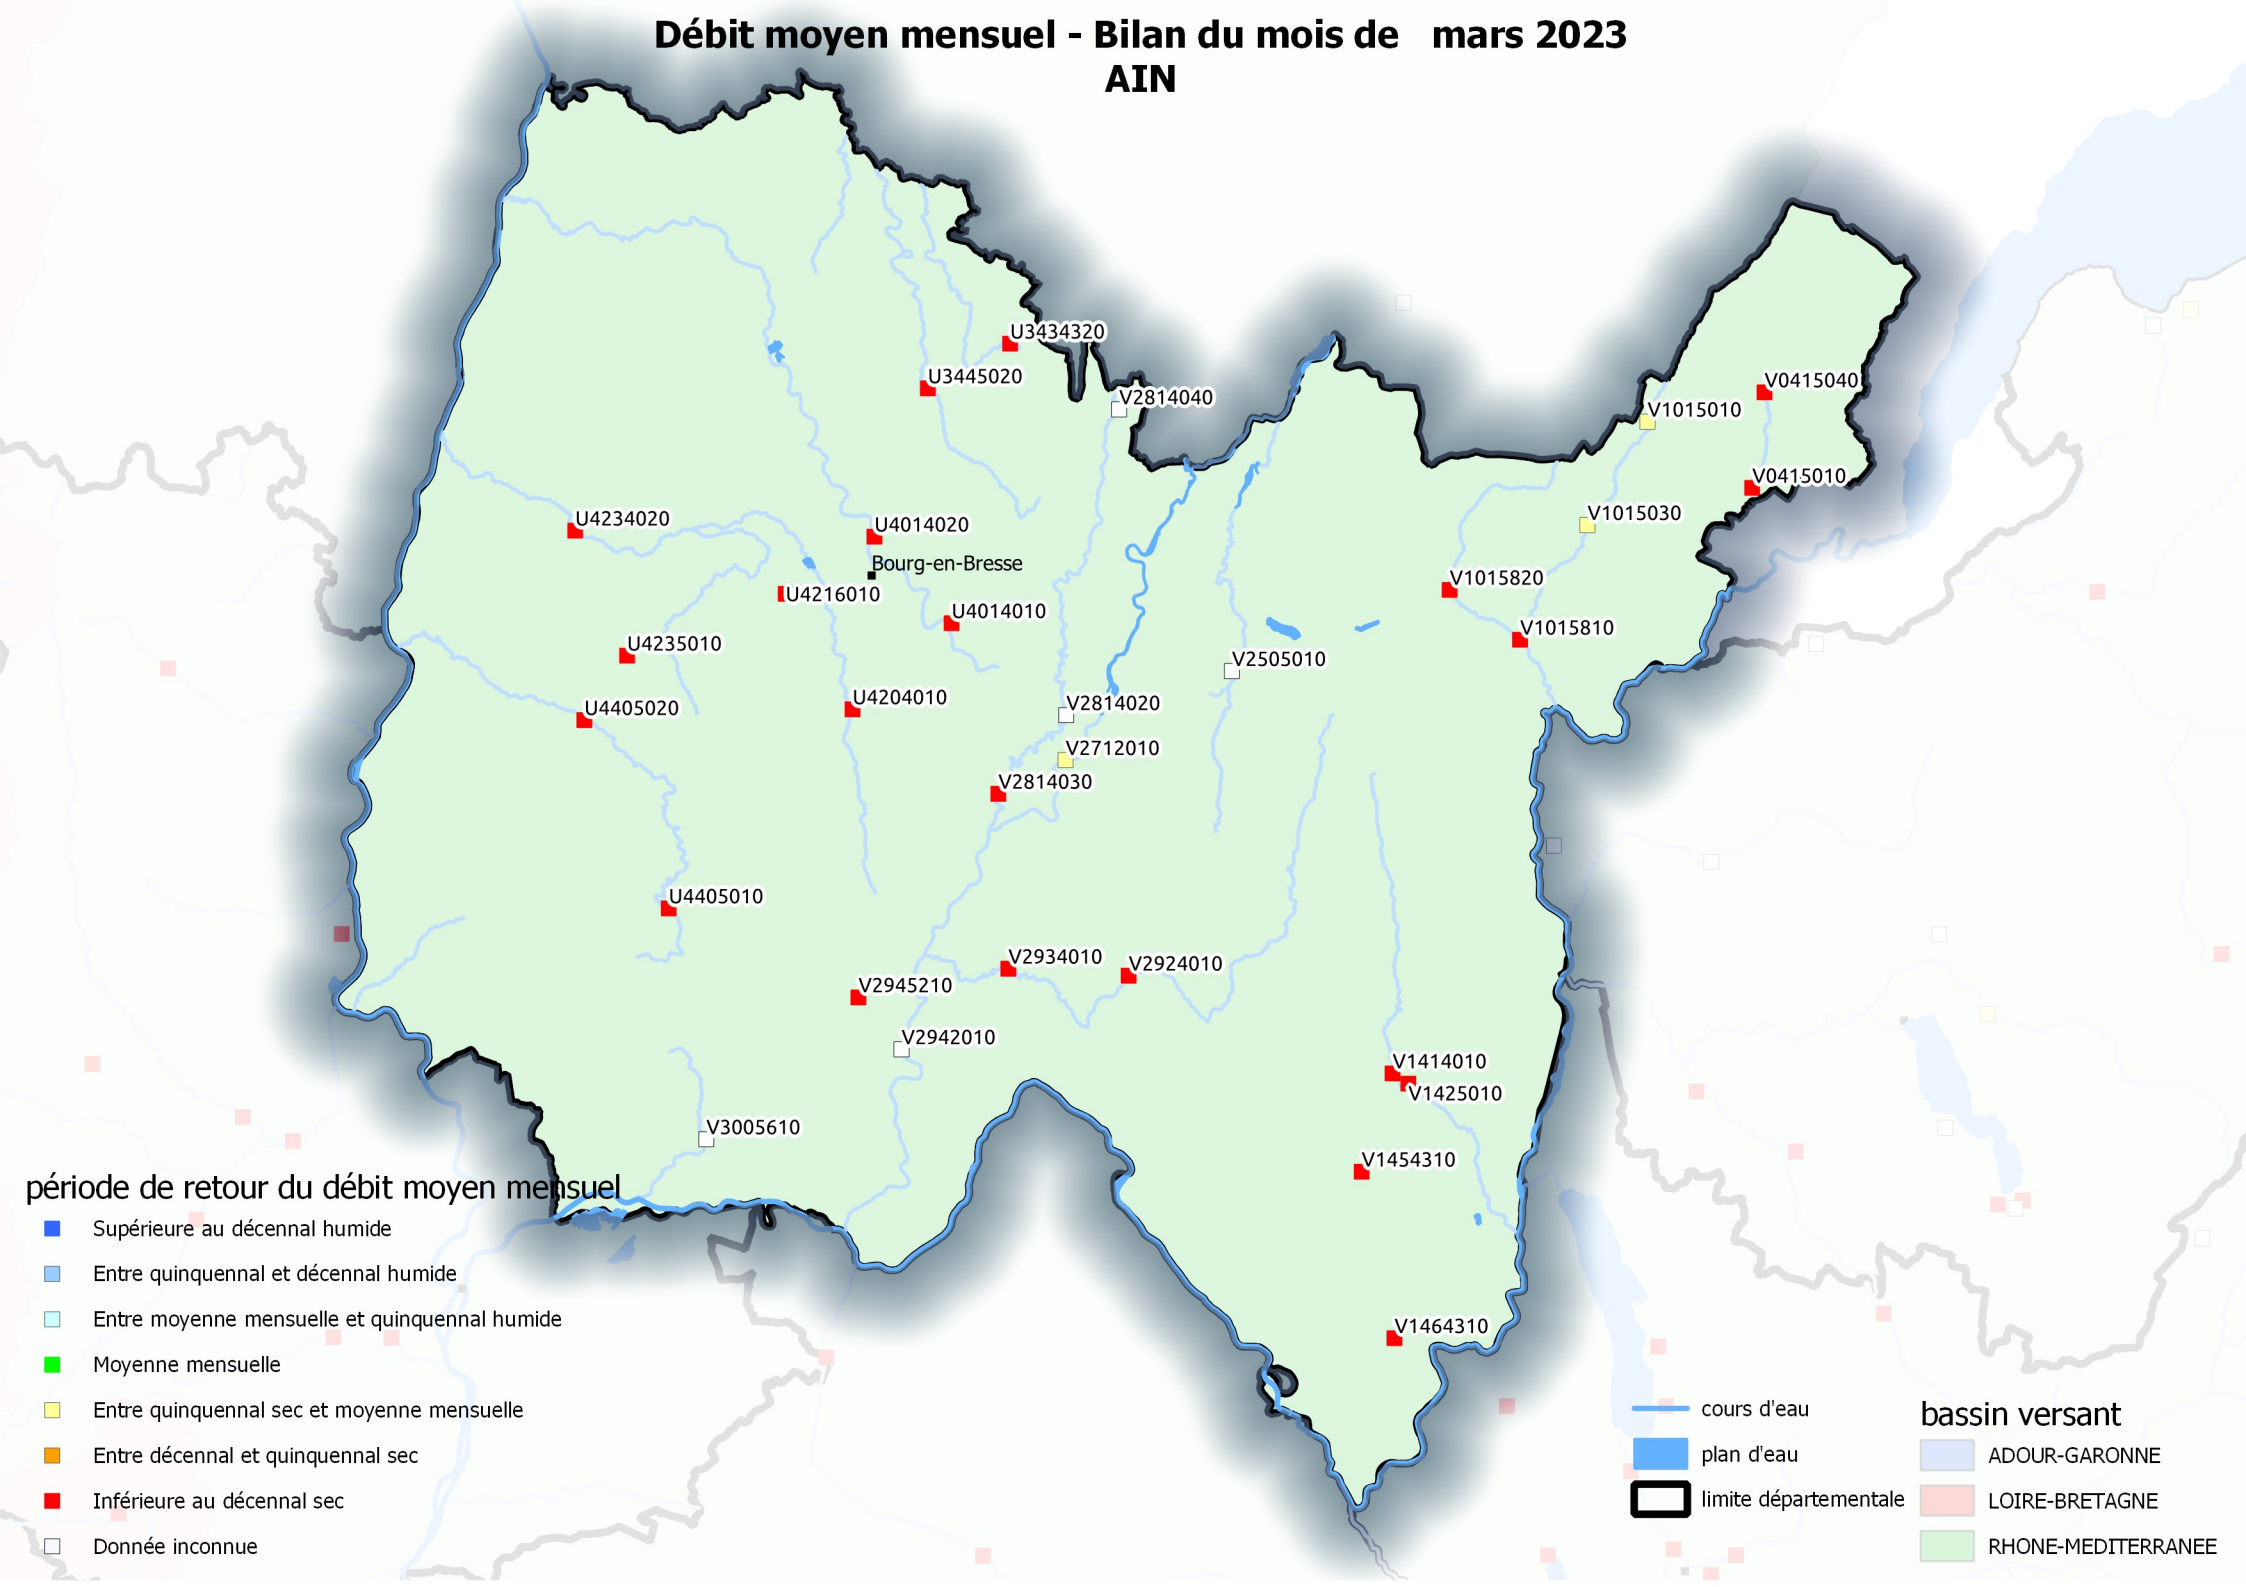 Débit moyen mensuel - Bilan du mois de   mars 2023
AIN
U3434320
U3445020
V2814040
V0415040
V1015010
V0415010
V1015030
U4234020
U4014020
Bourg-en-Bresse
V1015820
U4216010
U4014010
V1015810
U4235010
V2505010
U4204010
V2814020
U4405020
V2712010
V2814030
U4405010
V2934010
V2924010
V2945210
V2942010
V1414010
V1425010
V3005610
V1454310
V1464310
période de retour du débit moyen mensuel
Supérieure au décennal humide
Entre quinquennal et décennal humide
Entre moyenne mensuelle et quinquennal humide
Moyenne mensuelle
Entre quinquennal sec et moyenne mensuelle
Entre décennal et quinquennal sec
Inférieure au décennal sec
Donnée inconnue
cours d'eau
plan d'eau
limite départementale
bassin versant
ADOUR-GARONNE
LOIRE-BRETAGNE
RHONE-MEDITERRANEE